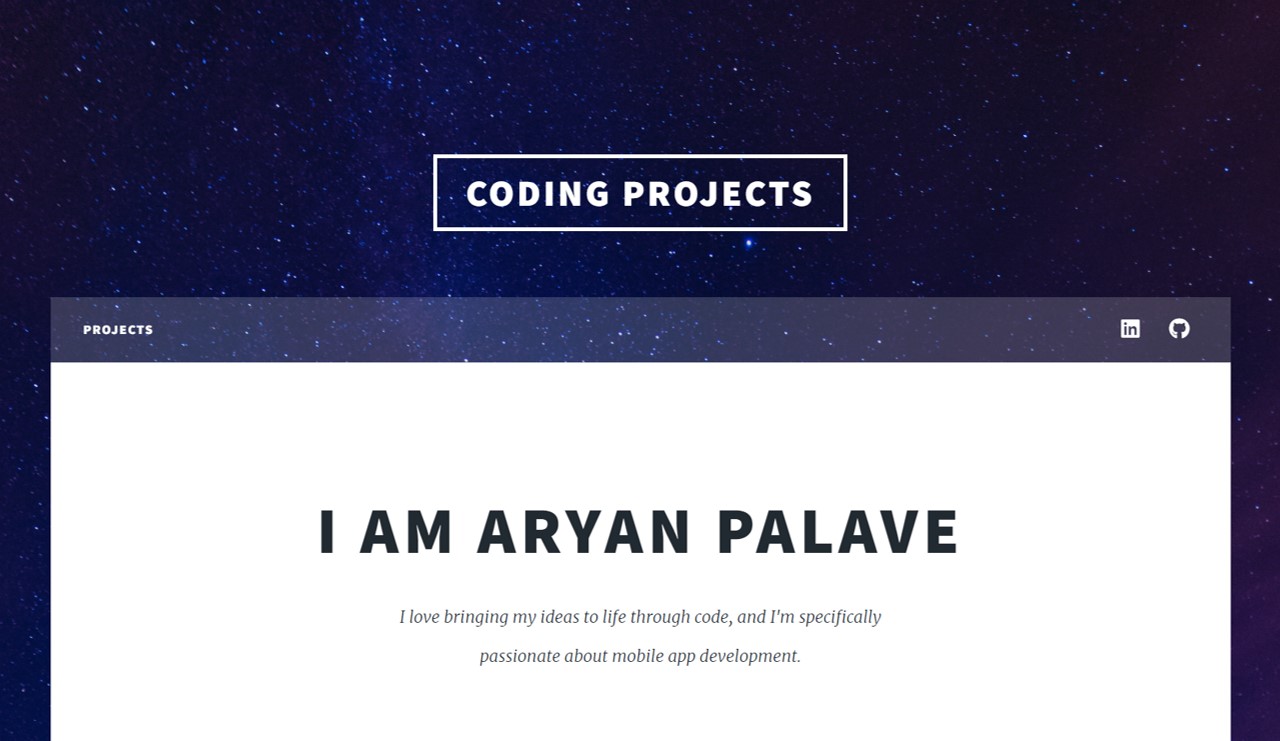 CODING PROJECTS
PROJECTS
I AM ARYAN PALAVE
I love bringing my ideas to life through code, and I'm specifically
passionate about mobile app development.